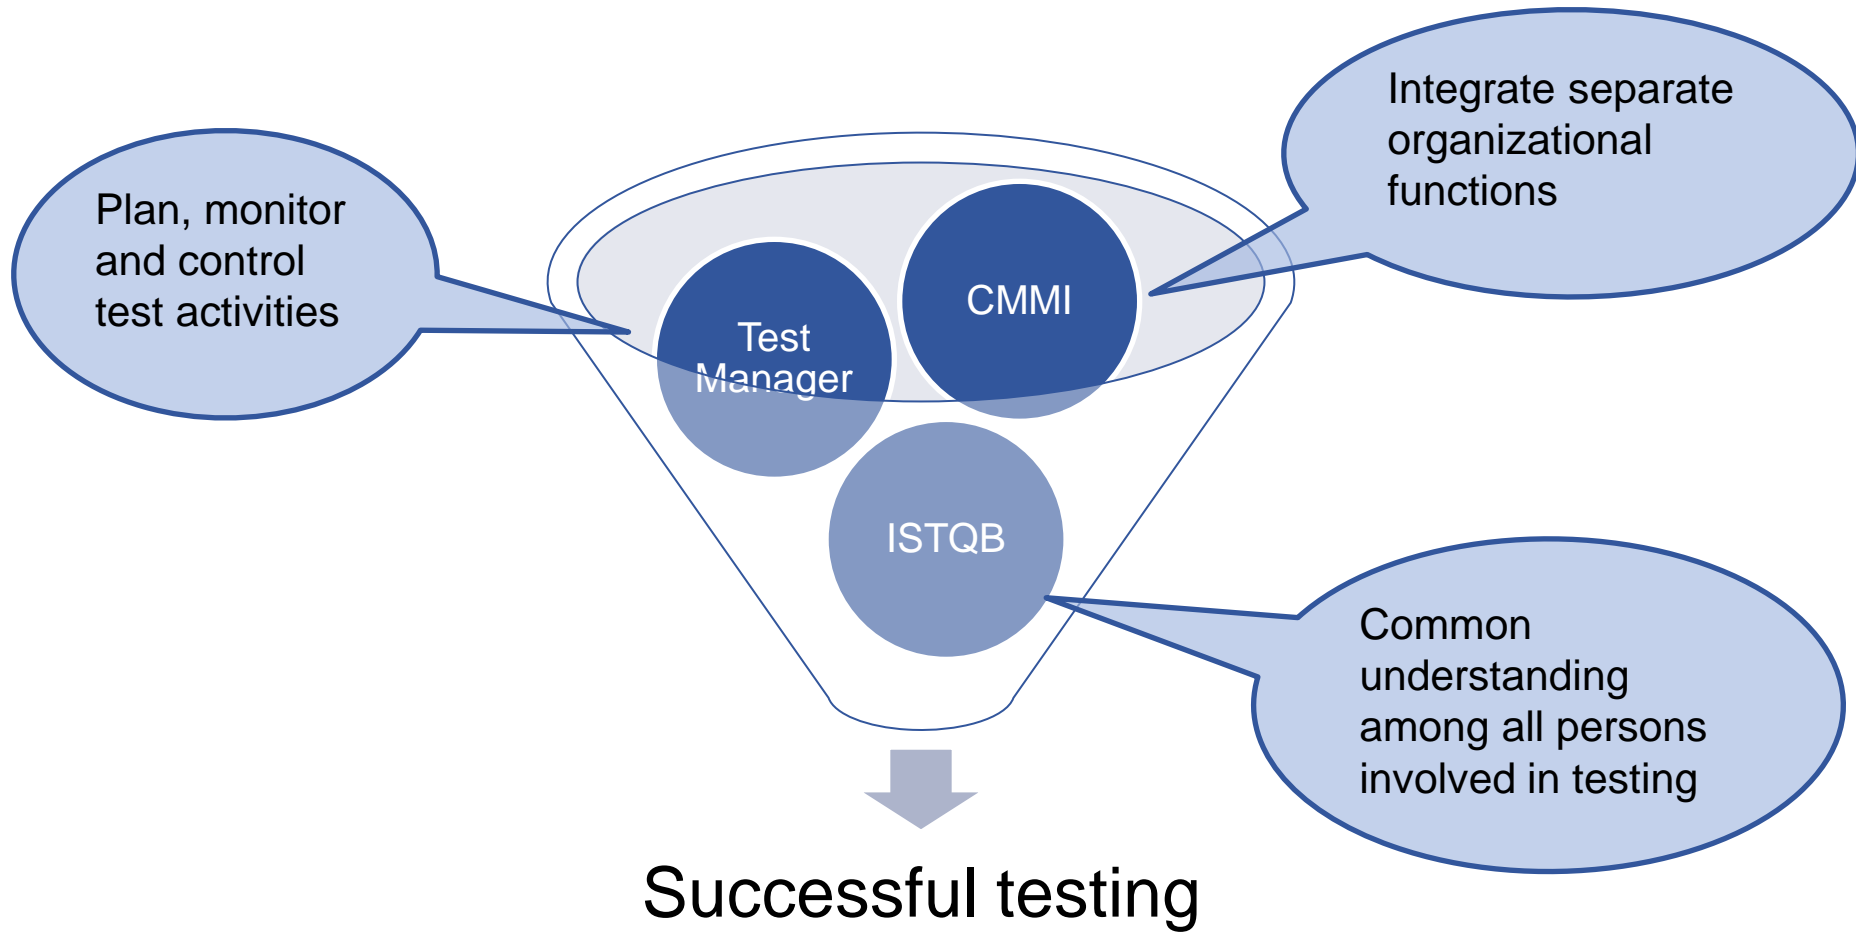 Integrate separate
organizational
functions
Plan, monitor
and control
test activities
CMMI
Test
Manager
ISTQB
Common
understanding
among all persons
involved in testing
Successful testing